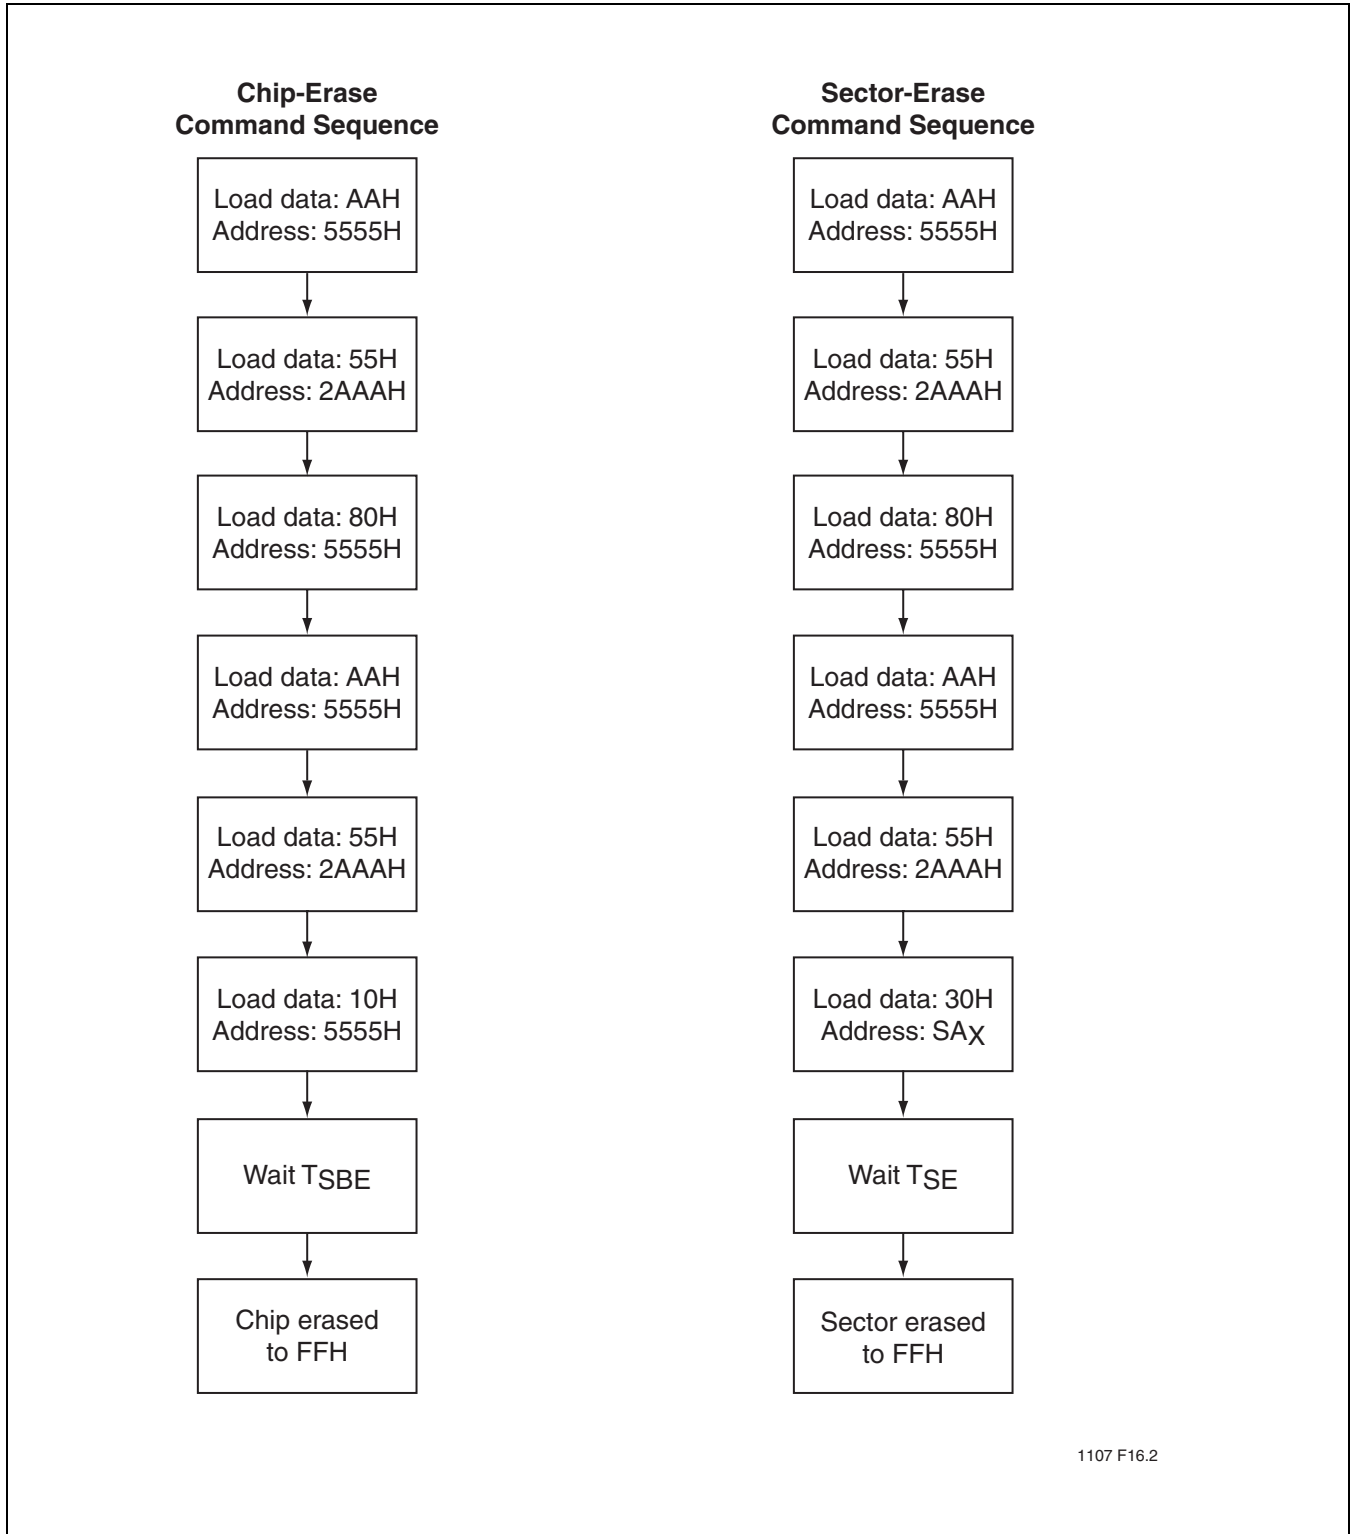 Chip-Erase
Command Sequence
Load data: AAH
Address: 5555H
Load data: 55H
Address: 2AAAH
Load data: 80H
Address: 5555H
Load data: AAH
Address: 5555H
Load data: 55H
Address: 2AAAH
Load data: 10H
Address: 5555H
Wait TSBE
Chip erased
to FFH
Sector-Erase
Command Sequence
Load data: AAH
Address: 5555H
Load data: 55H
Address: 2AAAH
Load data: 80H
Address: 5555H
Load data: AAH
Address: 5555H
Load data: 55H
Address: 2AAAH
Load data: 30H
Address: SAX
Wait TSE
Sector erased
to FFH
1107 F16.2